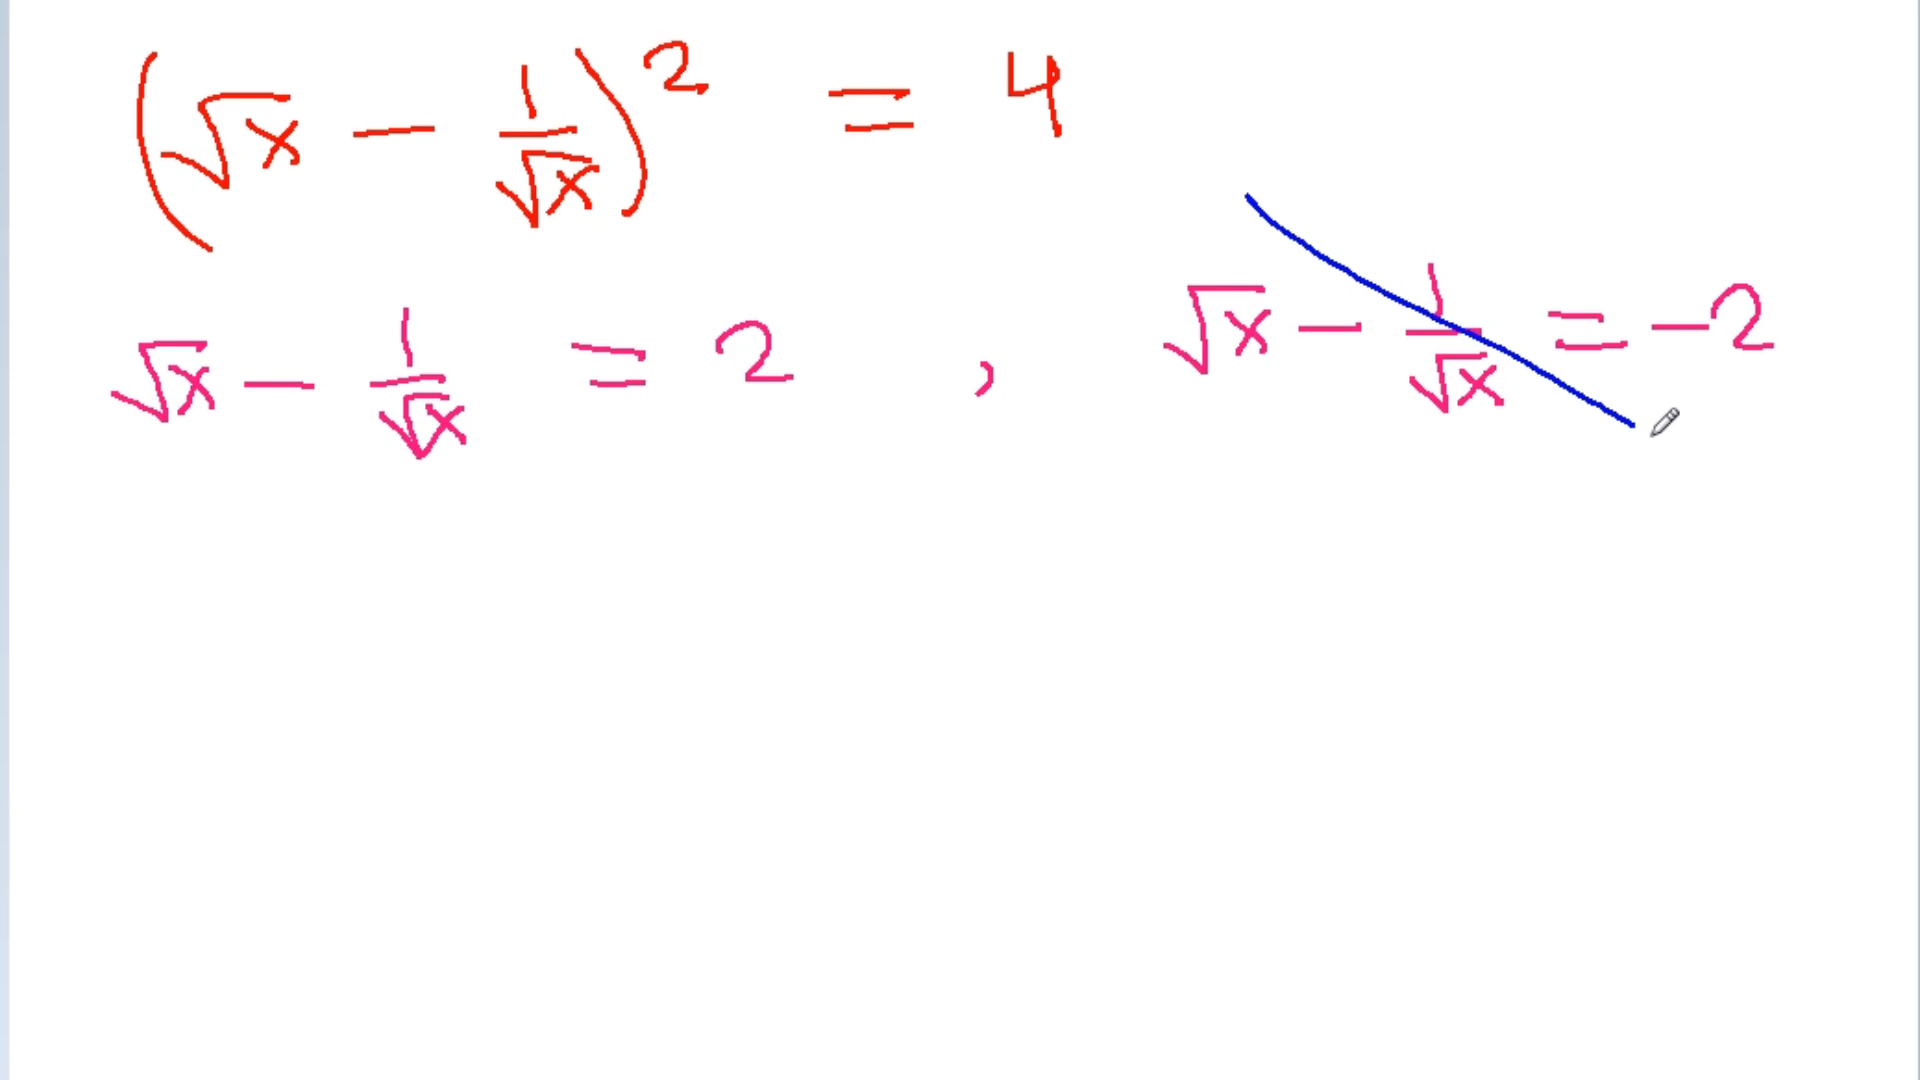 (√x − 1/√x)² = 4
√x − 1/√x = 2 , √x − 1/√x = −2